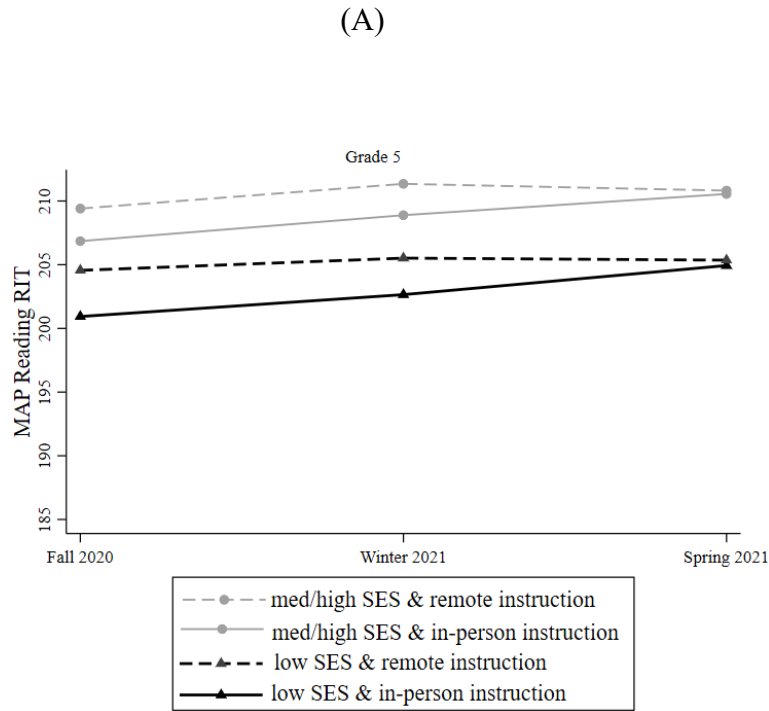 (A)
Grade 5
MAP Reading RIT
210
205
200
195
190
185
Fall 2020 Winter 2021 Spring 2021
med/high SES & remote instruction
med/high SES & in-person instruction
low SES & remote instruction
low SES & in-person instruction